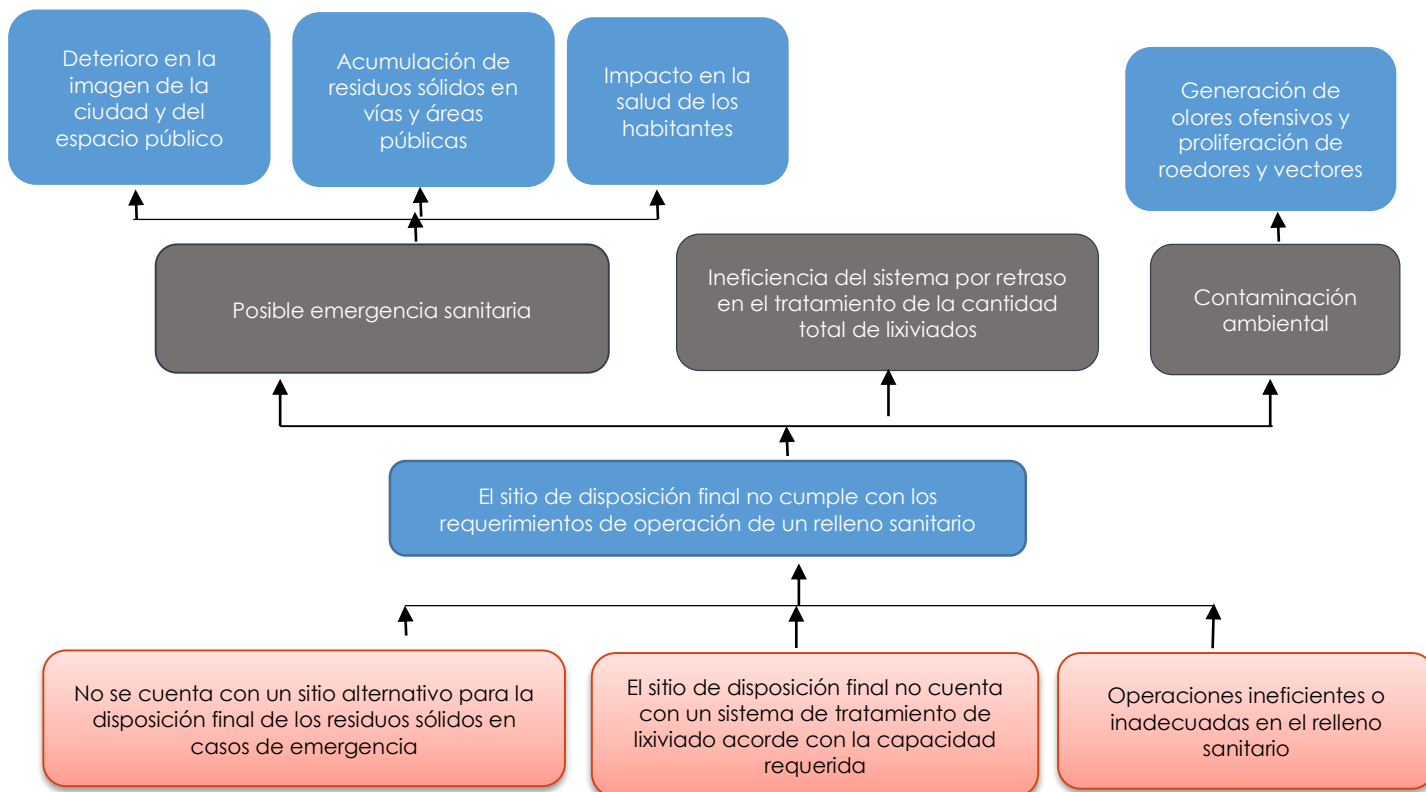 Deterioro en la
imagen de la
ciudad y del
espacio público
Acumulación de
residuos sólidos en
vías y áreas
públicas
Impacto en la
salud de los
habitantes
Generación de
olores ofensivos y
proliferación de
roedores y vectores
Posible emergencia sanitaria
Ineficiencia del sistema por retraso
en el tratamiento de la cantidad
total de lixiviados
Contaminación
ambiental
El sitio de disposición final no cumple con los
requerimientos de operación de un relleno sanitario
No se cuenta con un sitio alternativo para la
disposición final de los residuos sólidos en
casos de emergencia
El sitio de disposición final no cuenta
con un sistema de tratamiento de
lixiviado acorde con la capacidad
requerida
Operaciones ineficientes o
inadecuadas en el relleno
sanitario